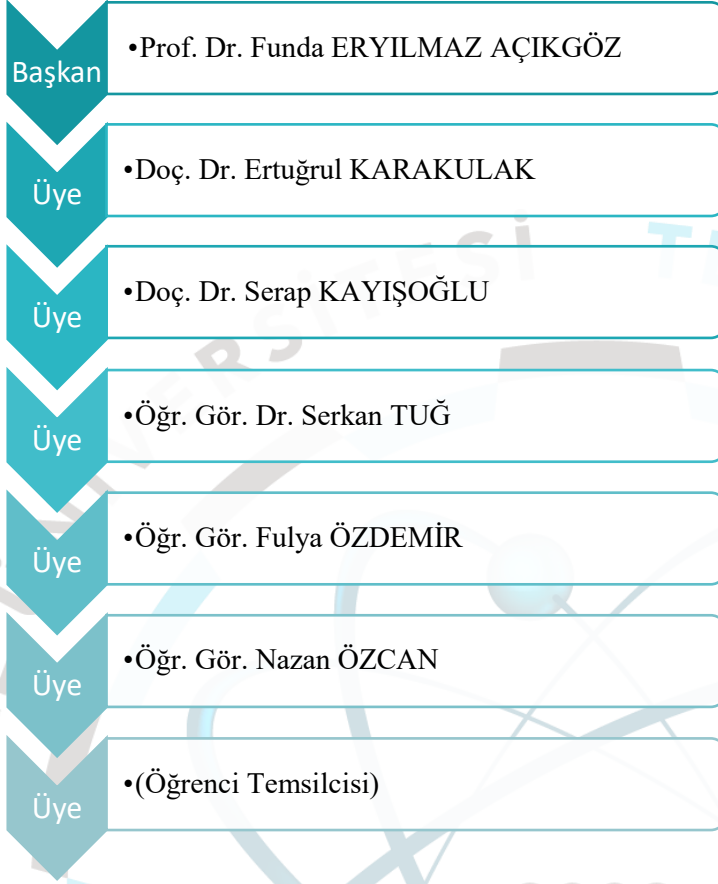 Başkan
•Prof. Dr. Funda ERYILMAZ AÇIKGÖZ
Üye
•Doç. Dr. Ertuğrul KARAKULAK
Üye
•Doç. Dr. Serap KAYIŞOĞLU
Üye
•Öğr. Gör. Dr. Serkan TUĞ
Üye
•Öğr. Gör. Fulya ÖZDEMİR
Üye
•Öğr. Gör. Nazan ÖZCAN
Üye
•(Öğrenci Temsilcisi)